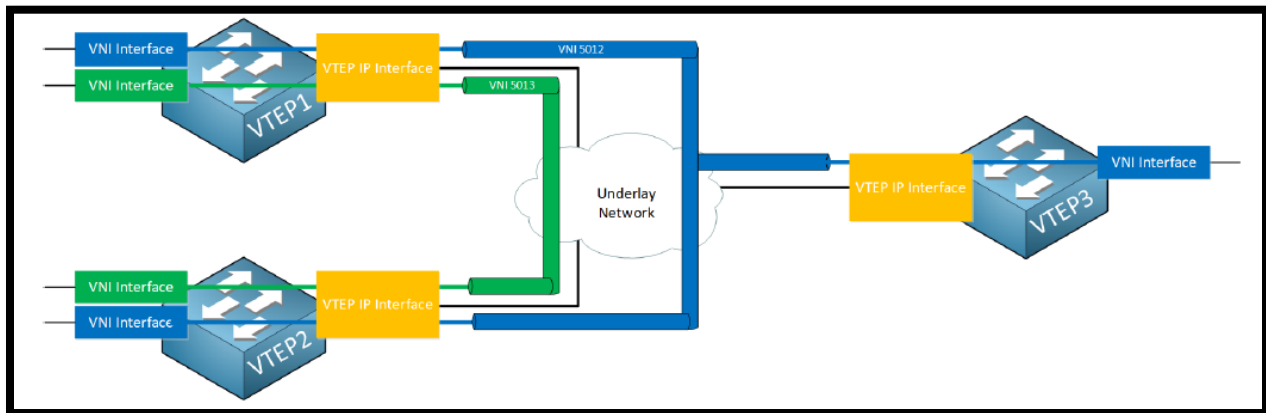 VNI Interface
VTEP IP Interface
VNI 5012
VNI Interface
VNI 5013
VTEP1
VNI Interface
VTEP IP Interface
Underlay
Network
VTEP3
VNI Interface
VTEP IP Interface
VNI Interface
VTEP2